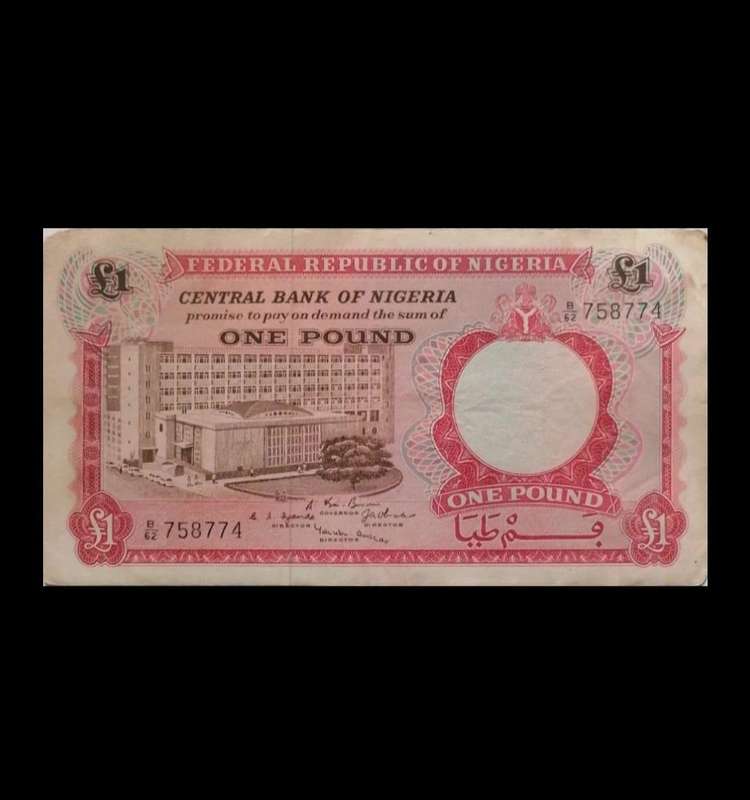 £1
FEDERAL REPUBLIC OF NIGERIA
£1
CENTRAL BANK OF NIGERIA
promise to pay on demand the sum of
ONE POUND
B/62 758774
GOVERNOR
DIRECTOR
DIRECTOR
DIRECTOR
ONE POUND
£1
B/62 758774
فَمْ طَيَا
£1